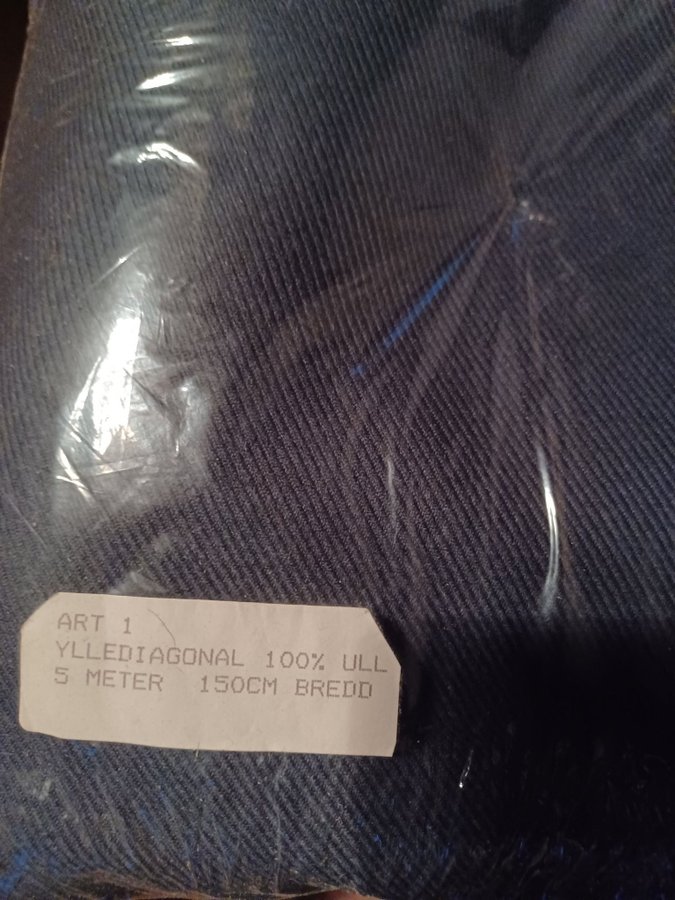 ART 1
YLLEDIAGONAL 100% ULL
5 METER 150CM BREDD